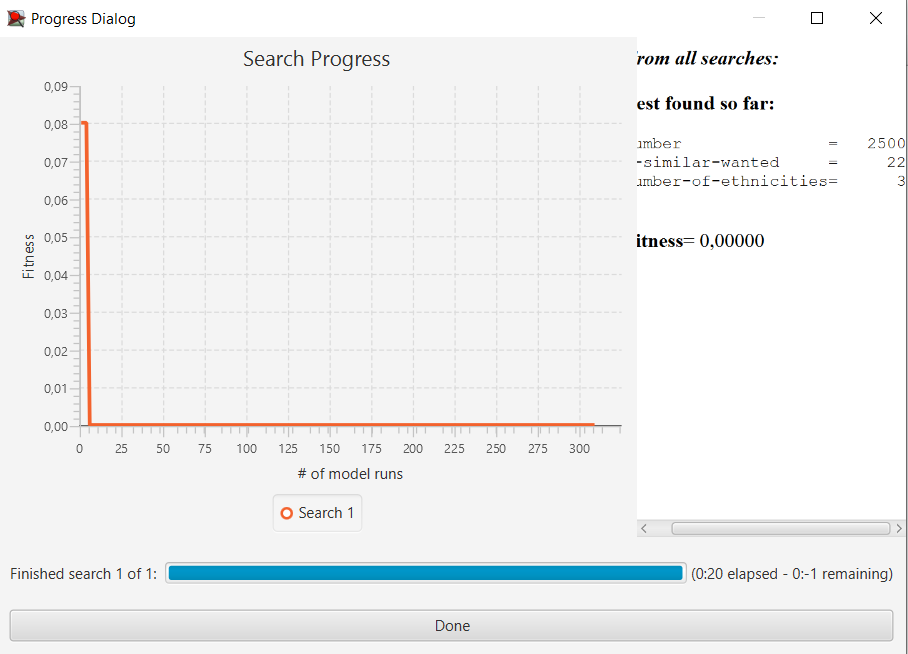 Progress Dialog
Search Progress
0,09
0,08
0,07
0,06
0,05
0,04
0,03
0,02
0,01
0,00
Fitness
0 25 50 75 100 125 150 175 200 225 250 275 300
# of model runs
Search 1
rom all searches:
est found so far:
umber = 2500
-similar-wanted = 22
umber-of-ethnicities= 3
itness= 0,00000
Finished search 1 of 1: (0:20 elapsed - 0:-1 remaining)
Done